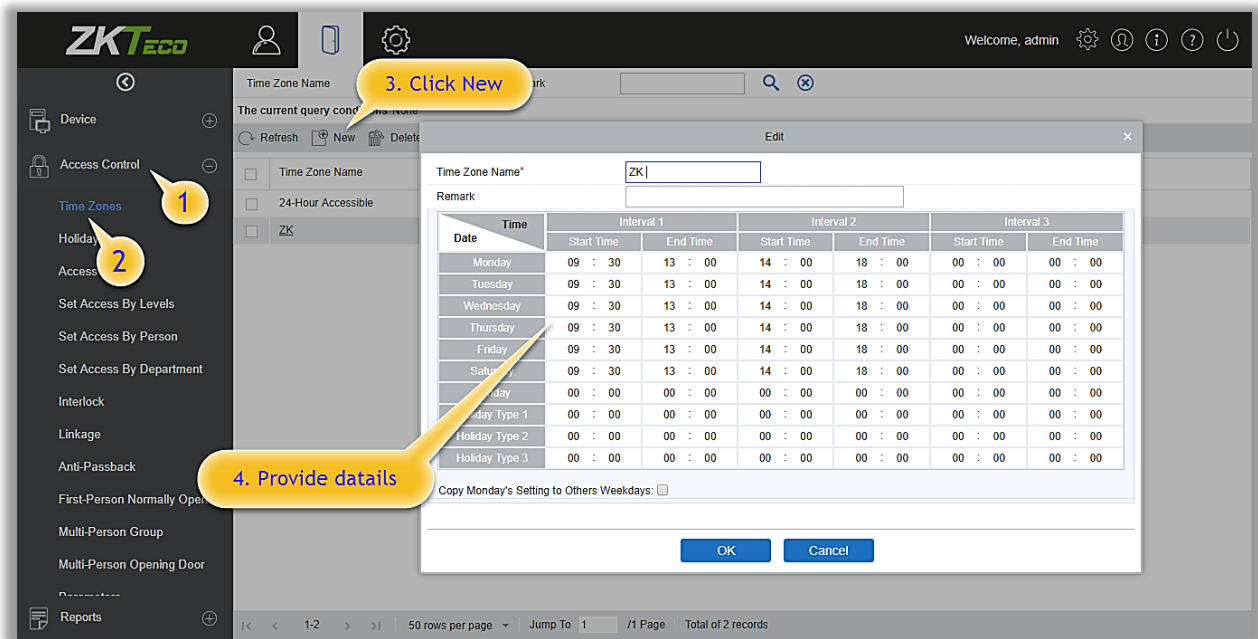 ZKTECO
Welcome, admin
Time Zone Name
3. Click New
The current query conditions None
Refresh New Delete
Device
Access Control
1
Time Zones
2
Holiday
Access
Set Access By Levels
Set Access By Person
Set Access By Department
Interlock
Linkage
Anti-Passback
First-Person Normally Open
Multi-Person Group
Multi-Person Opening Door
Parameters
Reports
Time Zone Name
24-Hour Accessible
ZK
Edit ×
Time Zone Name* ZK
Remark
Time Interval 1 Interval 2 Interval 3
Date Start Time End Time Start Time End Time Start Time End Time
Monday 09 : 30 13 : 00 14 : 00 18 : 00 00 : 00 00 : 00
Tuesday 09 : 30 13 : 00 14 : 00 18 : 00 00 : 00 00 : 00
Wednesday 09 : 30 13 : 00 14 : 00 18 : 00 00 : 00 00 : 00
Thursday 09 : 30 13 : 00 14 : 00 18 : 00 00 : 00 00 : 00
Friday 09 : 30 13 : 00 14 : 00 18 : 00 00 : 00 00 : 00
Saturday 09 : 30 13 : 00 14 : 00 18 : 00 00 : 00 00 : 00
day 00 : 00 00 : 00 00 : 00 00 : 00 00 : 00 00 : 00
Holiday Type 1 00 : 00 00 : 00 00 : 00 00 : 00 00 : 00 00 : 00
Holiday Type 2 00 : 00 00 : 00 00 : 00 00 : 00 00 : 00 00 : 00
Holiday Type 3 00 : 00 00 : 00 00 : 00 00 : 00 00 : 00 00 : 00
4. Provide datails
Copy Monday's Setting to Others Weekdays:
OK Cancel
1-2 50 rows per page Jump To 1 /1 Page Total of 2 records